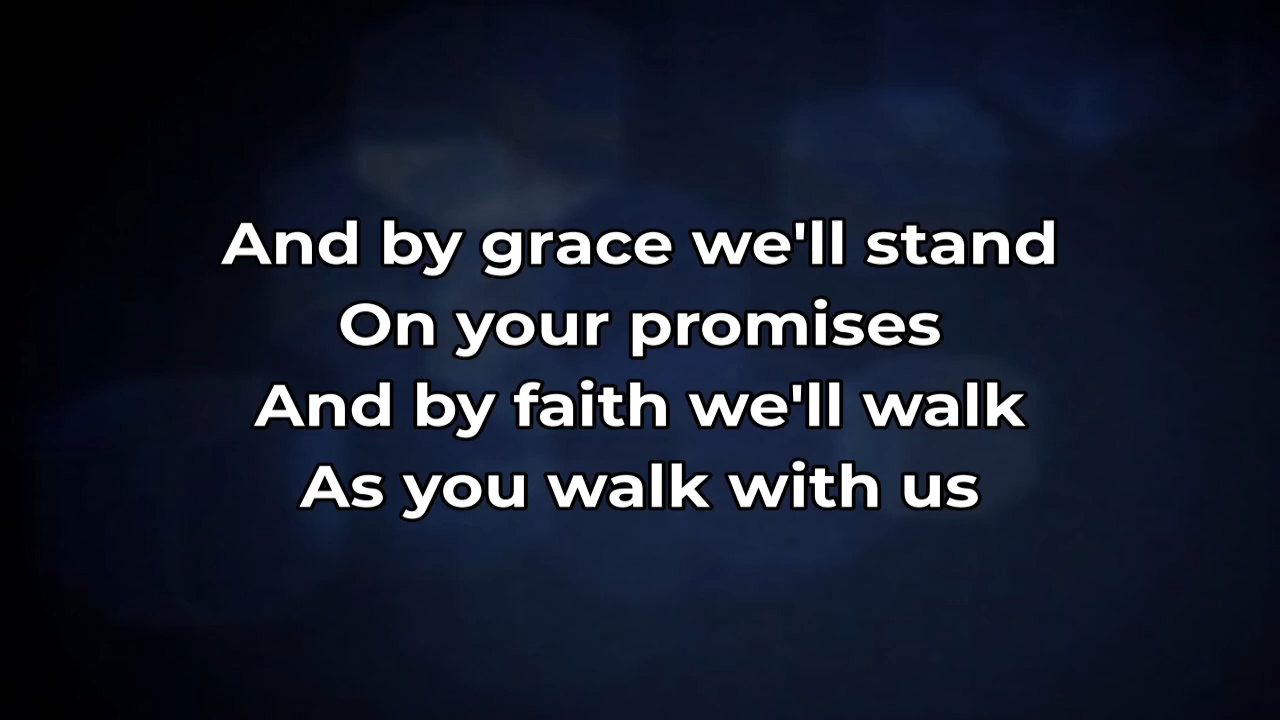 And by grace we'll stand
On your promises
And by faith we'll walk
As you walk with us